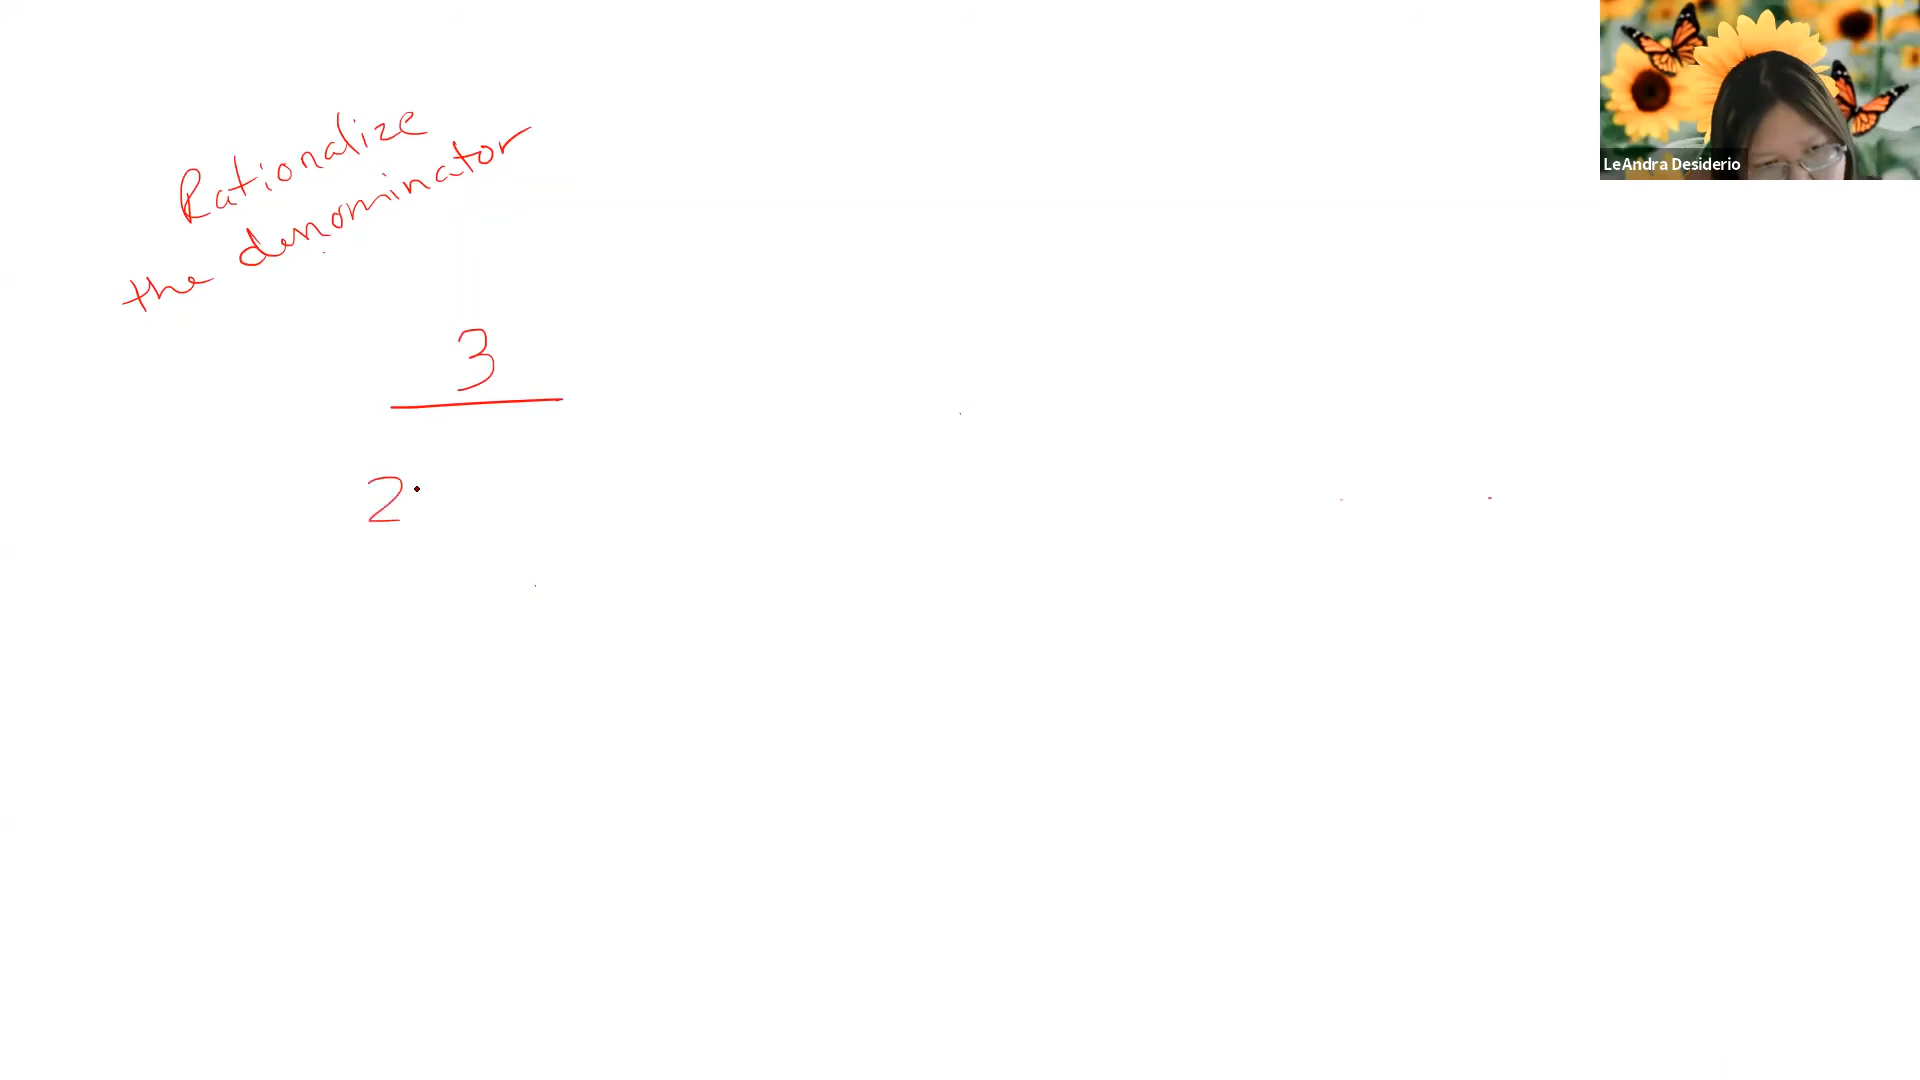 Rationalize
the denominator
3
2
LeAndra Desiderio